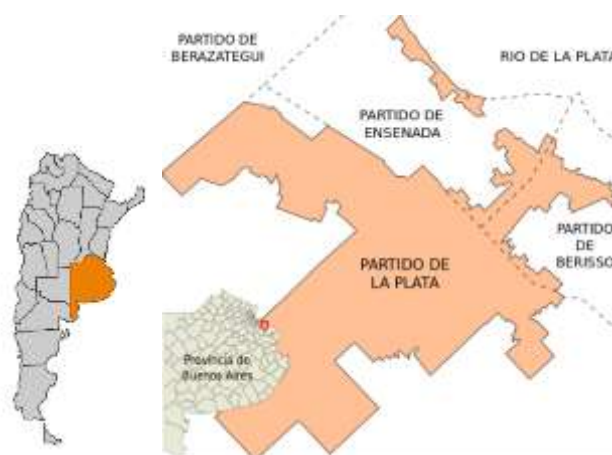 PARTIDO DE
BERAZATEGUI
RIO DE LA PLATA
PARTIDO DE
ENSENADA
PARTIDO
DE
BERISSO
PARTIDO DE
LA PLATA
Provincia de
Buenos Aires